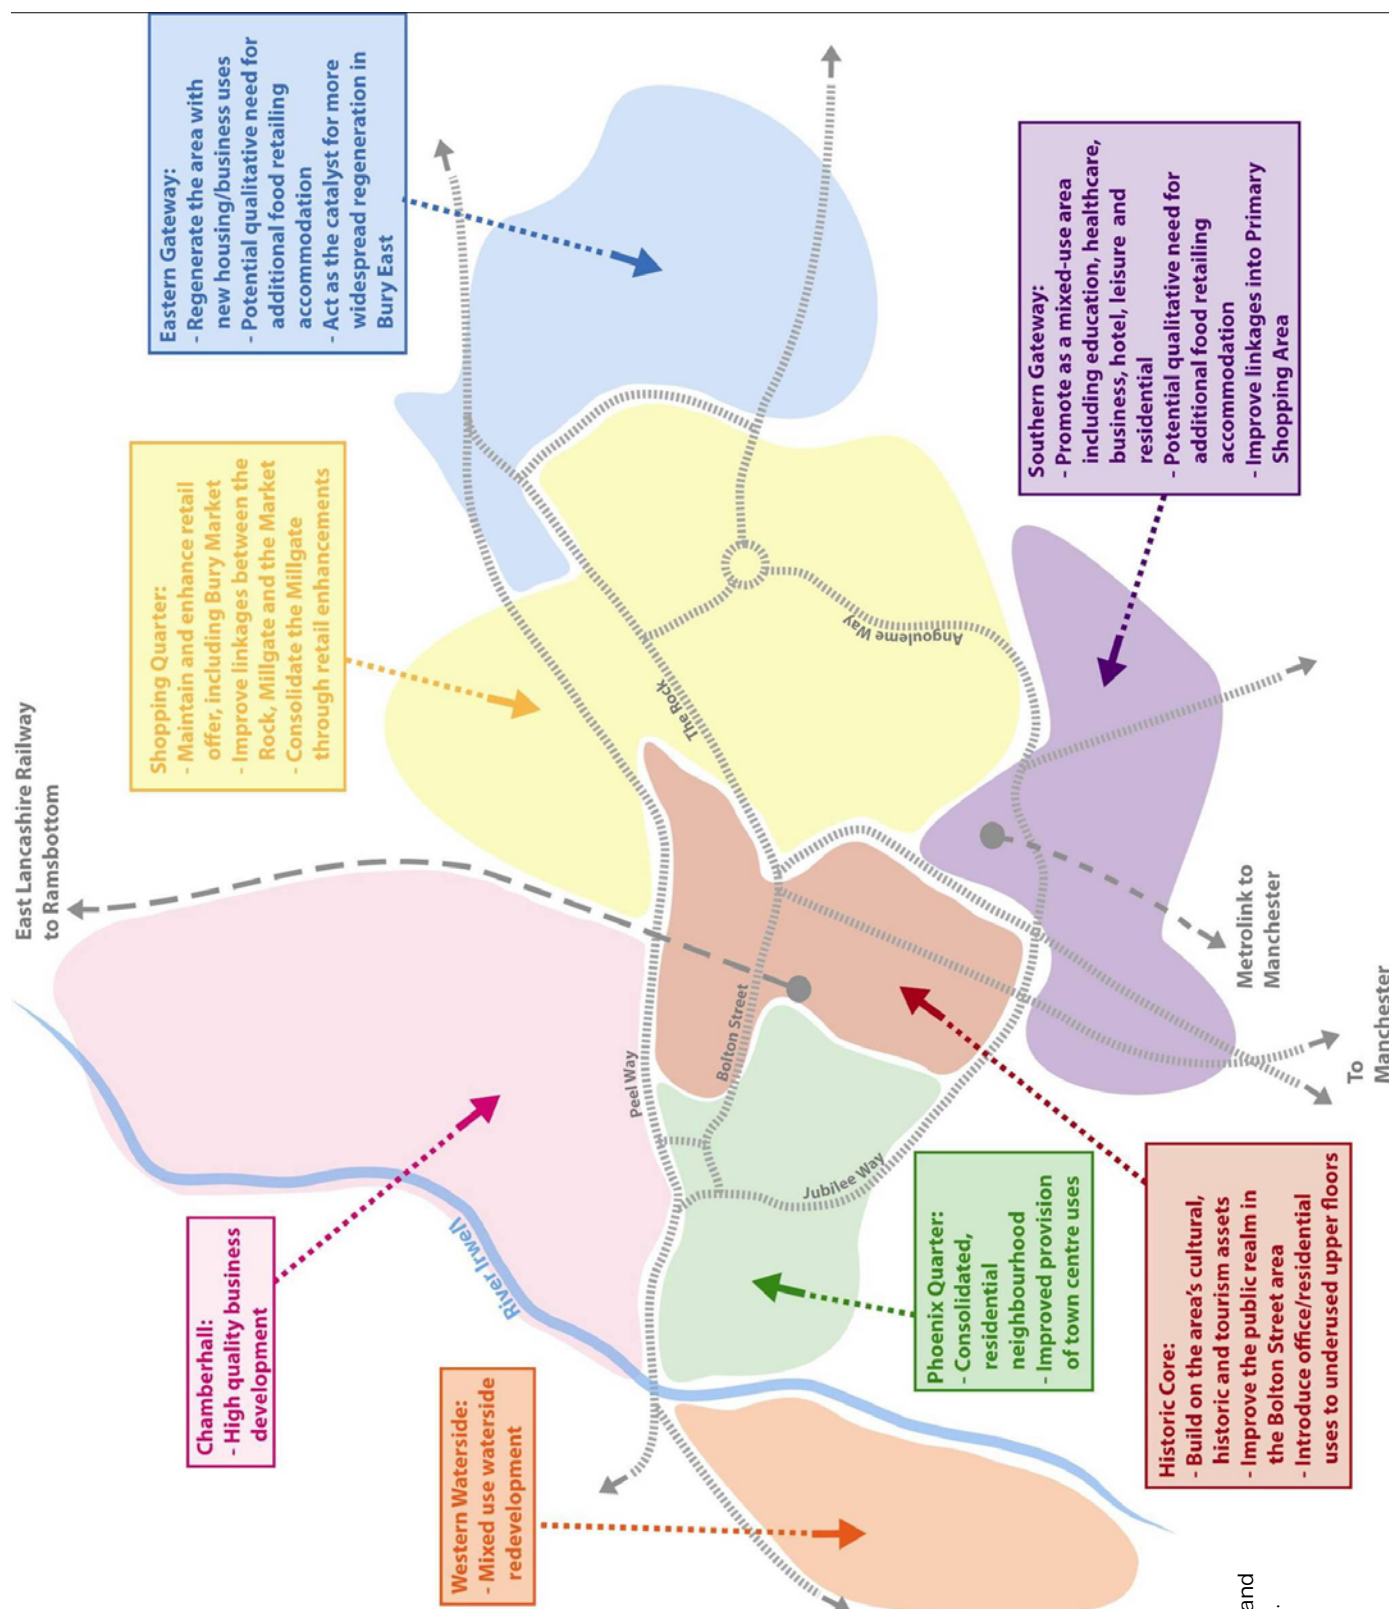 East Lancashire Railway
to Ramsbottom
Chamberhall:
- High quality business
development
Shopping Quarter:
- Maintain and enhance retail
offer, including Bury Market
- Improve linkages between the
Rock, Millgate and the Market
- Consolidate the Millgate
through retail enhancements
Eastern Gateway:
- Regenerate the area with
new housing/business uses
- Potential qualitative need for
additional food retailing
accommodation
- Act as the catalyst for more
widespread regeneration in
Bury East
Western Waterside:
- Mixed use waterside
redevelopment
River Irwell
Peel Way
Bolton Street
The Rock
Jubilee Way
Angouleme
Way
Phoenix Quarter:
- Consolidated,
residential
neighbourhood
- Improved provision
of town centre uses
Historic Core:
- Build on the area's cultural,
historic and tourism assets
- Improve the public realm in
the Bolton Street area
- Introduce office/residential
uses to underused upper floors
Southern Gateway:
- Promote as a mixed-use area
including education, healthcare,
business, hotel, leisure and
residential
- Potential qualitative need for
additional food retailing
accommodation
- Improve linkages into Primary
Shopping Area
Metrolink to
Manchester
To
Manchester
and
.